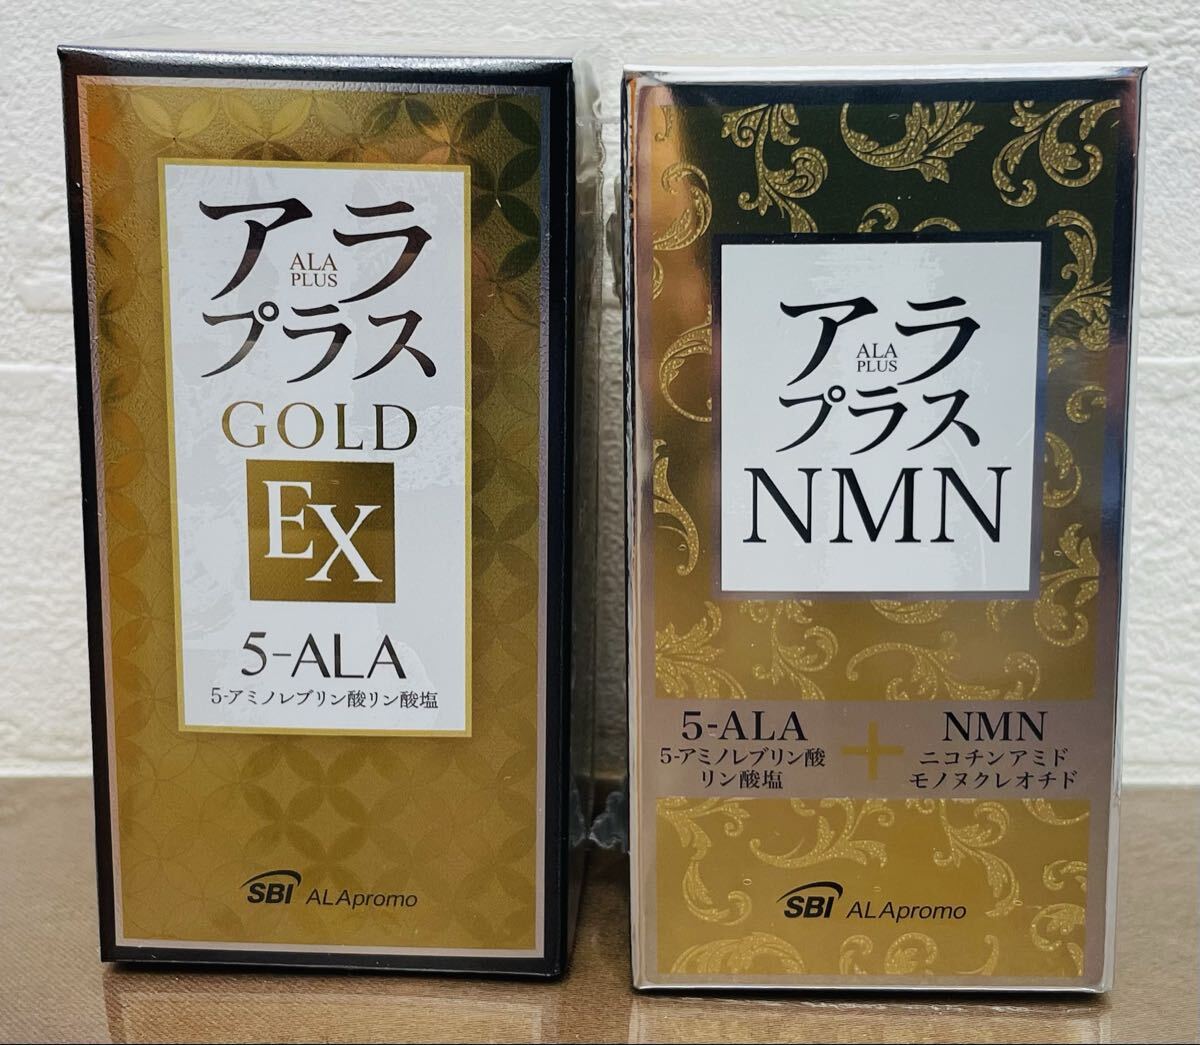 アラ
ALA
PLUS
プラス
GOLD
EX
5-ALA
5-アミノレブリン酸リン酸塩
SBI ALApromo
アラ
ALA
PLUS
プラス
NMN
5-ALA
5-アミノレブリン酸
リン酸塩
+
NMN
ニコチンアミド
モノヌクレオチド
SBI ALApromo